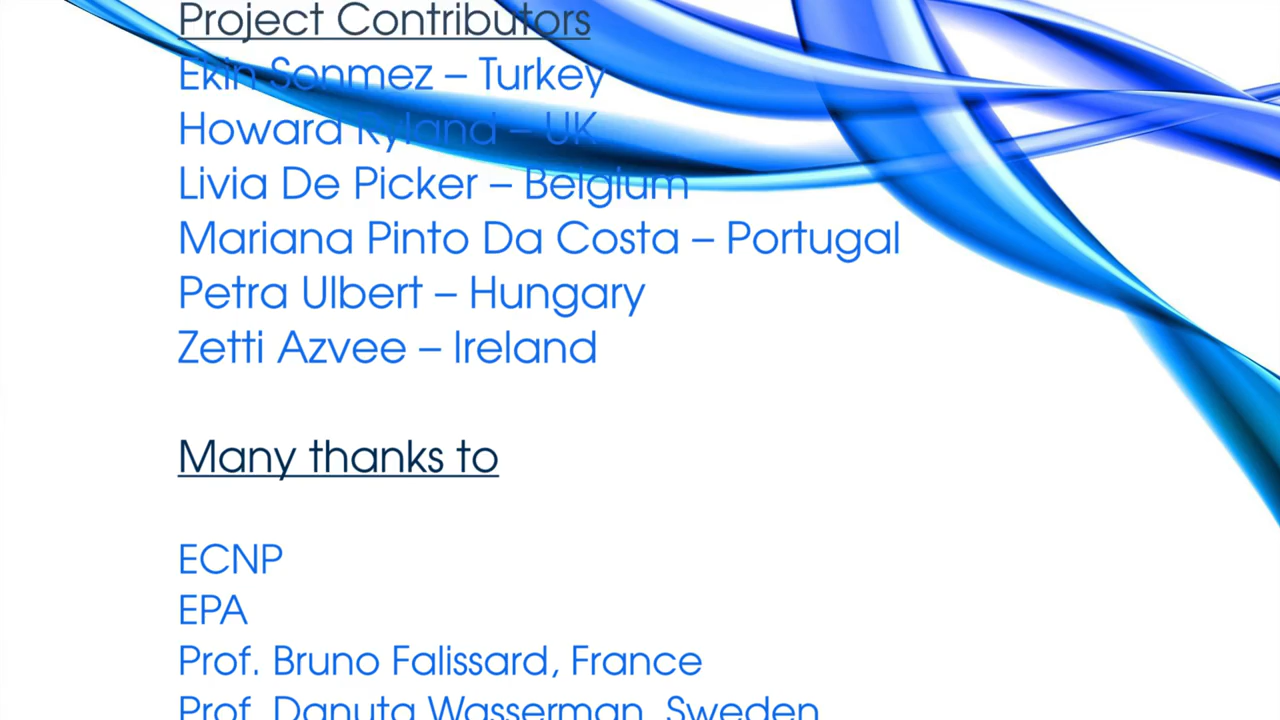 Project Contributors
Ekin Sonmez – Turkey
Howard Ryland – UK
Livia De Picker – Belgium
Mariana Pinto Da Costa – Portugal
Petra Ulbert – Hungary
Zetti Azvee – Ireland
Many thanks to
ECNP
EPA
Prof. Bruno Falissard, France
Prof. Danuta Wasserman, Sweden